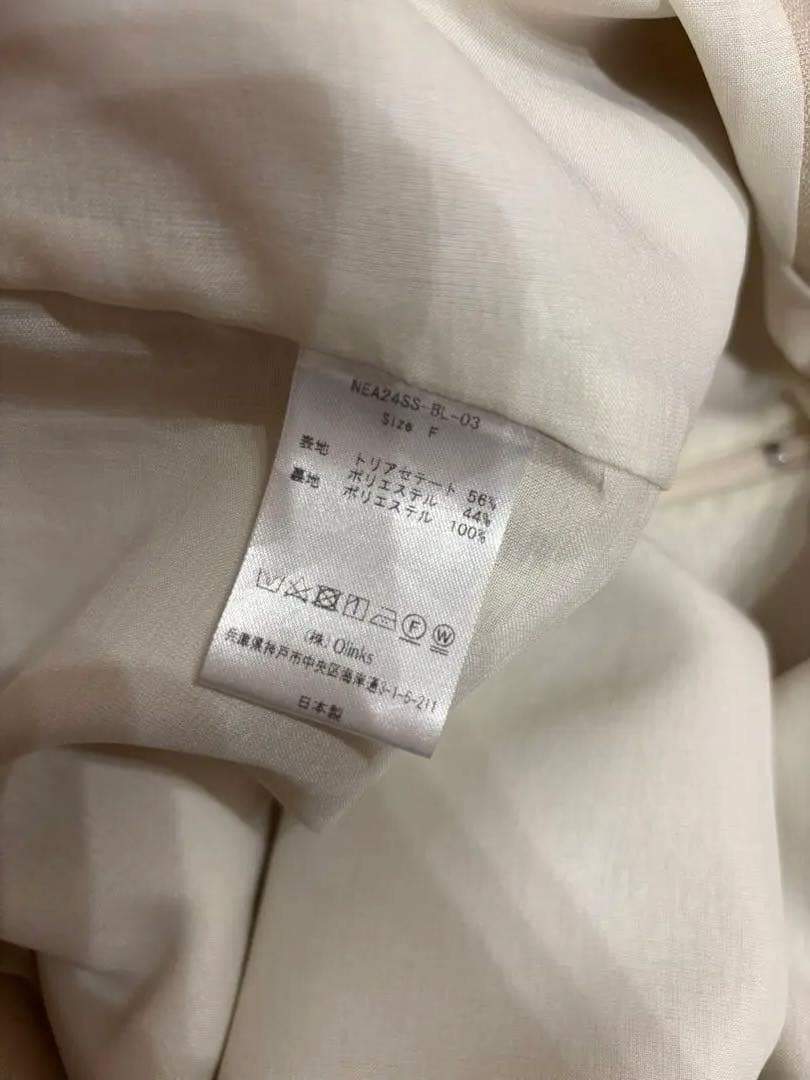 NEA24SS-BL-03
Size F
表地 トリアセテート 56%
ポリエステル 44%
裏地 ポリエステル 100%
F W
(株) Qlinks
兵庫県神戸市中央区海岸通3-1-5-211
日本製